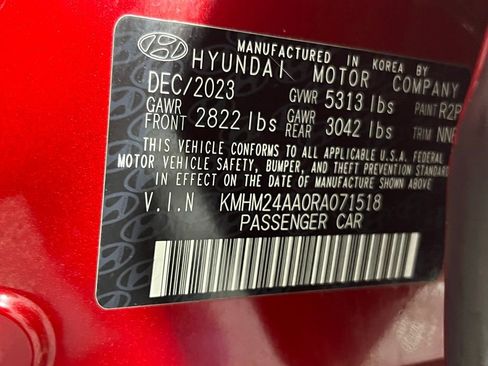 MANUFACTURED IN KOREA BY
HYUNDAI MOTOR COMPANY
DEC/2023 GVWR 5313 lbs PAINT R2P
GAWR FRONT 2822 lbs GAWR REAR 3042 lbs TRIM NNB
THIS VEHICLE CONFORMS TO ALL APPLICABLE U.S.A. FEDERAL
MOTOR VEHICLE SAFETY, BUMPER, AND THEFT PREVENTION STANDARDS
IN EFFECT ON THE DATE OF MANUFACTURE SHOWN ABOVE.
V.I.N KMHM24AA0RA071518
PASSENGER CAR